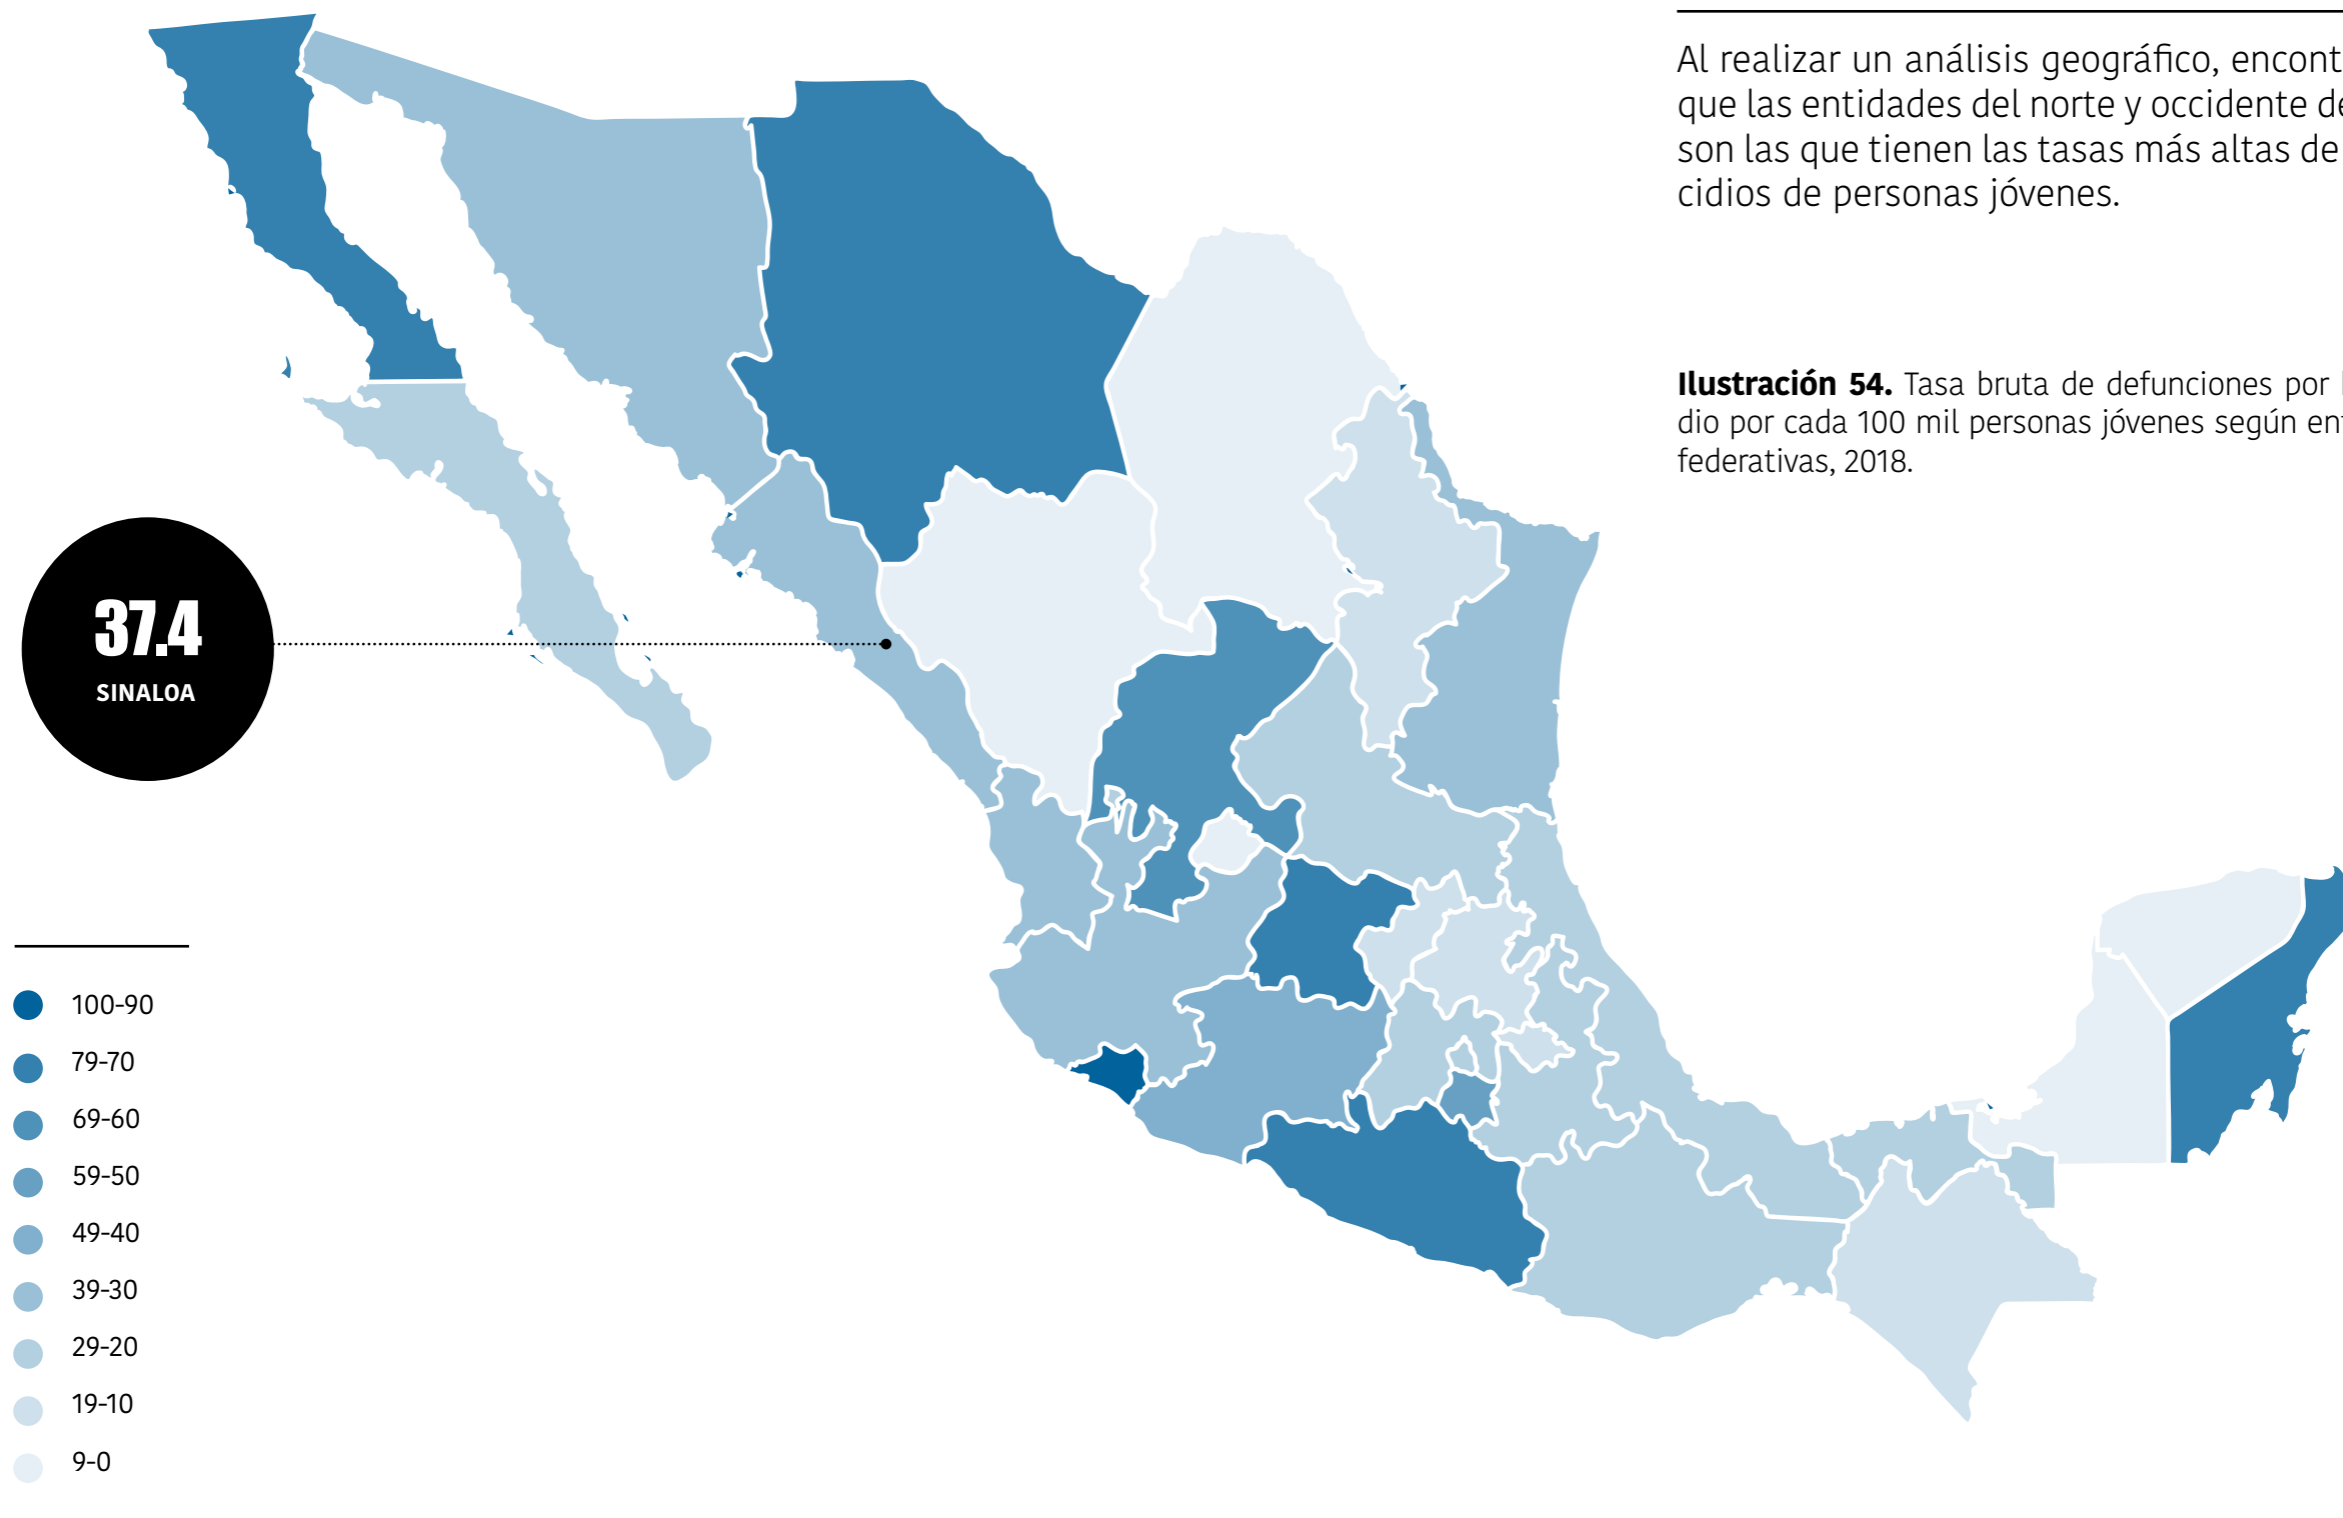 Al realizar un análisis geográfico, encont
que las entidades del norte y occidente de
son las que tienen las tasas más altas de
cidios de personas jóvenes.
Ilustración 54. Tasa bruta de defunciones por
dio por cada 100 mil personas jóvenes según ent
federativas, 2018.
37.4
SINALOA
100-90
79-70
69-60
59-50
49-40
39-30
29-20
19-10
9-0